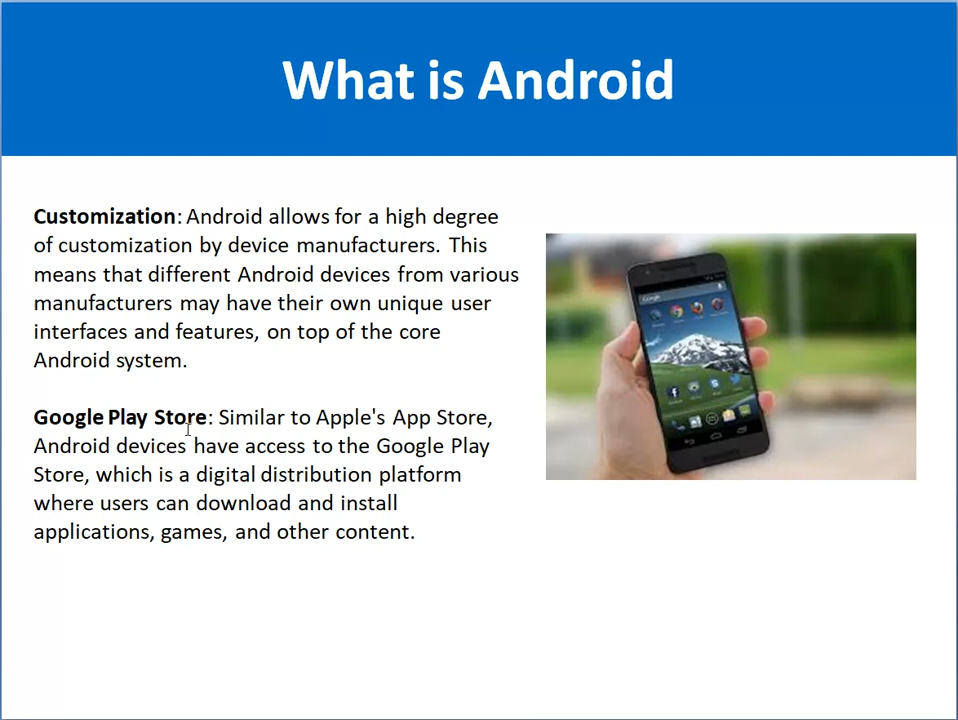 What is Android
Customization: Android allows for a high degree
of customization by device manufacturers. This
means that different Android devices from various
manufacturers may have their own unique user
interfaces and features, on top of the core
Android system.
Google Play Store: Similar to Apple's App Store,
Android devices have access to the Google Play
Store, which is a digital distribution platform
where users can download and install
applications, games, and other content.
Google